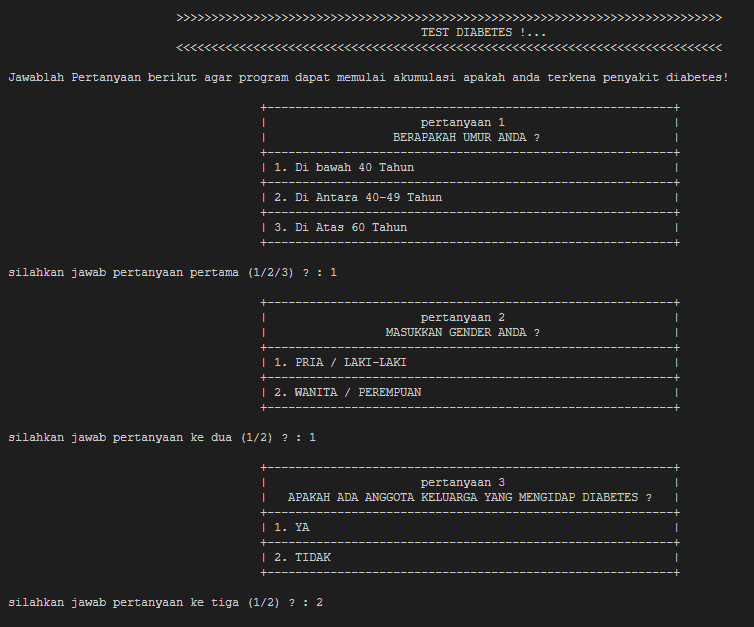 >>>>>>>>>>>>>>>>>>>>>>>>>>>>>>>>>>>>>>>>>>>>>>>>>>>>>>>>>>>>>>>>>>>>>>>>>>>>>>
TEST DIABETES !...
<<<<<<<<<<<<<<<<<<<<<<<<<<<<<<<<<<<<<<<<<<<<<<<<<<<<<<<<<<<<<<<<<<<<<<<<<<<<<<
Jawablah Pertanyaan berikut agar program dapat memulai akumulasi apakah anda terkena penyakit diabetes!
pertanyaan 1
BERAPAKAH UMUR ANDA ?
1. Di bawah 40 Tahun
2. Di Antara 40-49 Tahun
3. Di Atas 60 Tahun
silahkan jawab pertanyaan pertama (1/2/3) ? : 1
pertanyaan 2
MASUKKAN GENDER ANDA ?
1. PRIA / LAKI-LAKI
2. WANITA / PEREMPUAN
silahkan jawab pertanyaan ke dua (1/2) ? : 1
pertanyaan 3
APAKAH ADA ANGGOTA KELUARGA YANG MENGIDAP DIABETES ?
1. YA
2. TIDAK
silahkan jawab pertanyaan ke tiga (1/2) ? : 2